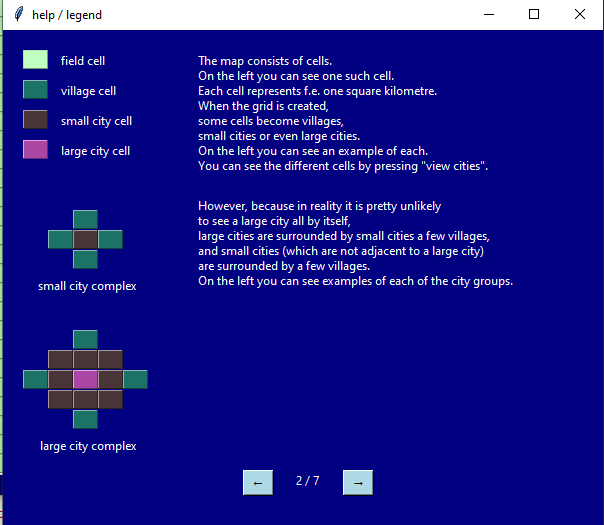 help / legend
field cell
village cell
small city cell
large city cell
The map consists of cells.
On the left you can see one such cell.
Each cell represents f.e. one square kilometre.
When the grid is created,
some cells become villages,
small cities or even large cities.
On the left you can see an example of each.
You can see the different cells by pressing "view cities".
However, because in reality it is pretty unlikely
to see a large city all by itself,
large cities are surrounded by small cities a few villages,
and small cities (which are not adjacent to a large city)
are surrounded by a few villages.
On the left you can see examples of each of the city groups.
small city complex
large city complex
← 2 / 7 →